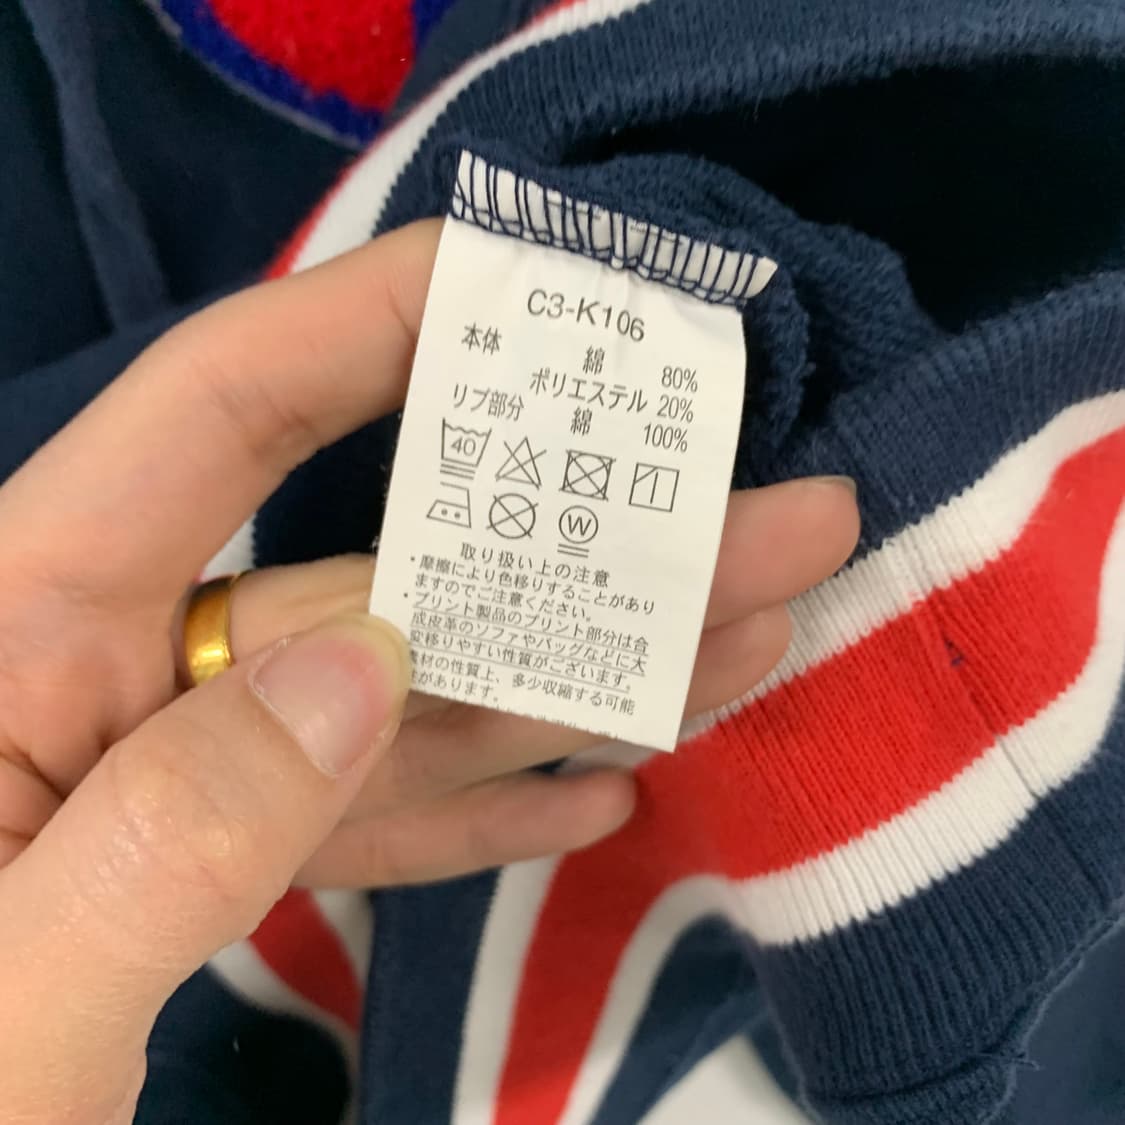 C3-K106
本体 綿 80%
ポリエステル 20%
リブ部分 綿 100%
40
W
取り扱い上の注意
・摩擦により色移りすることがあり
ますのでご注意ください。
・プリント製品のプリント部分は合
成皮革のソファやバッグなどに大
変移りやすい性質がございます。
素材の性質上、多少収縮する可能
性があります。